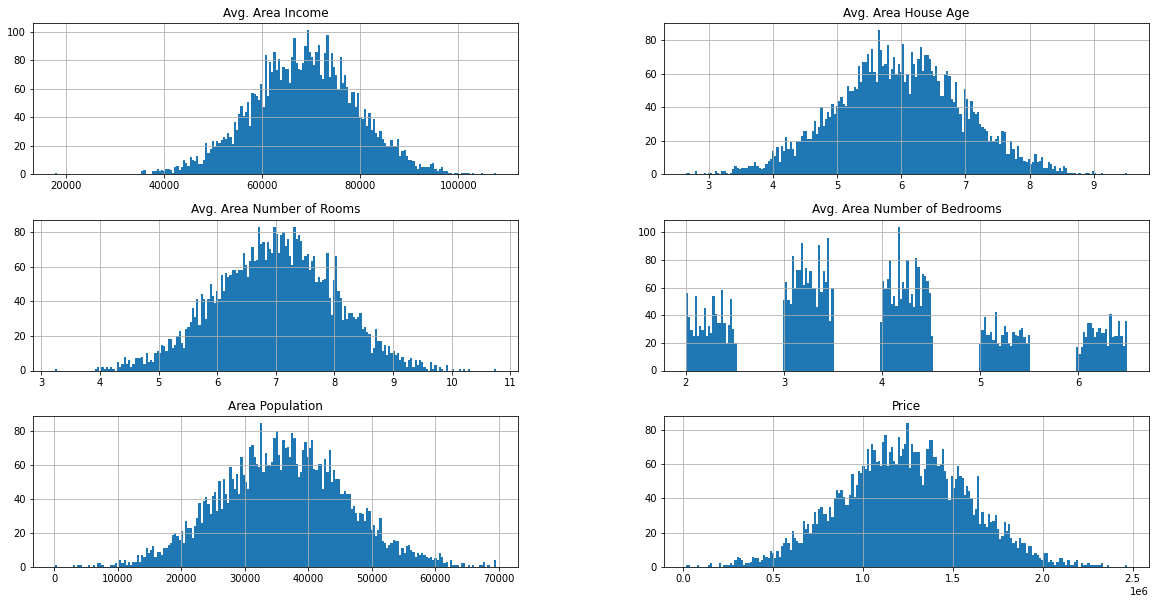 Avg. Area Income
100
80
60
40
20
0
20000 40000 60000 80000 100000
Avg. Area House Age
80
60
40
20
0
3 4 5 6 7 8 9
Avg. Area Number of Rooms
80
60
40
20
0
3 4 5 6 7 8 9 10 11
Avg. Area Number of Bedrooms
100
80
60
40
20
0
2 3 4 5 6
Area Population
80
60
40
20
0
0 10000 20000 30000 40000 50000 60000 70000
Price
80
60
40
20
0
0.0 0.5 1.0 1.5 2.0 2.5
1e6